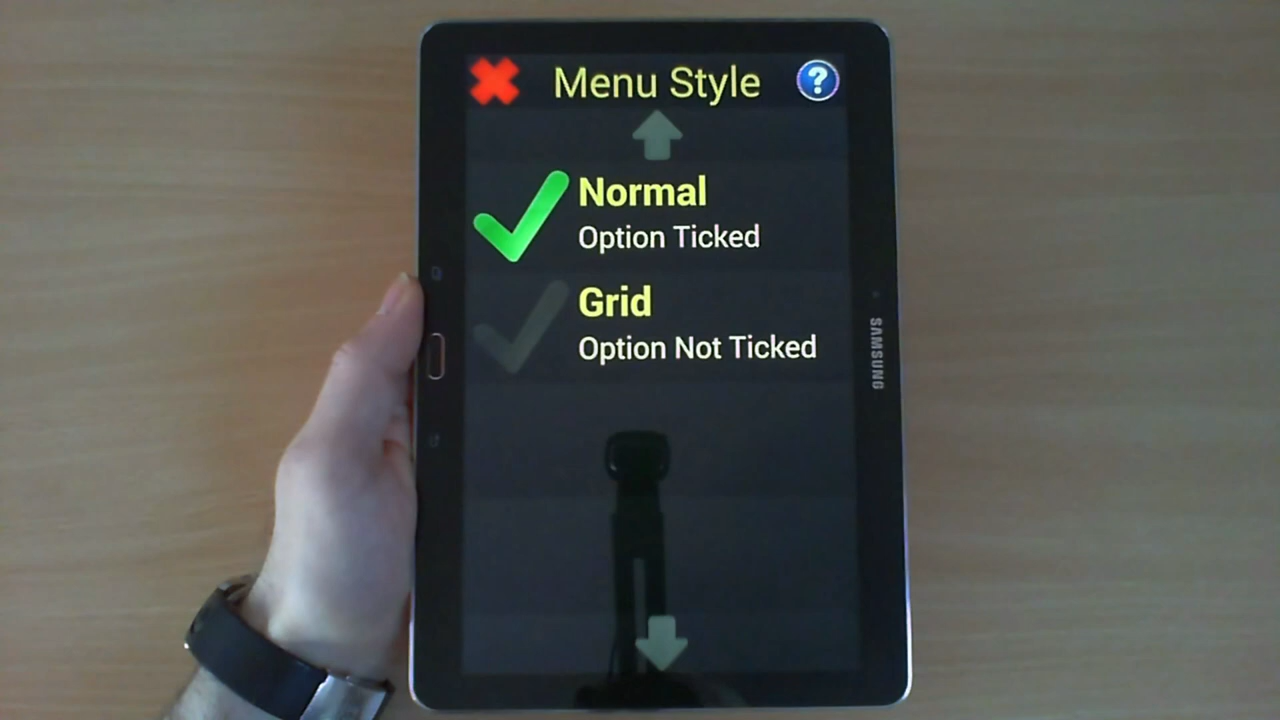 Menu Style
?
Normal
Option Ticked
Grid
Option Not Ticked
SAMSUNG